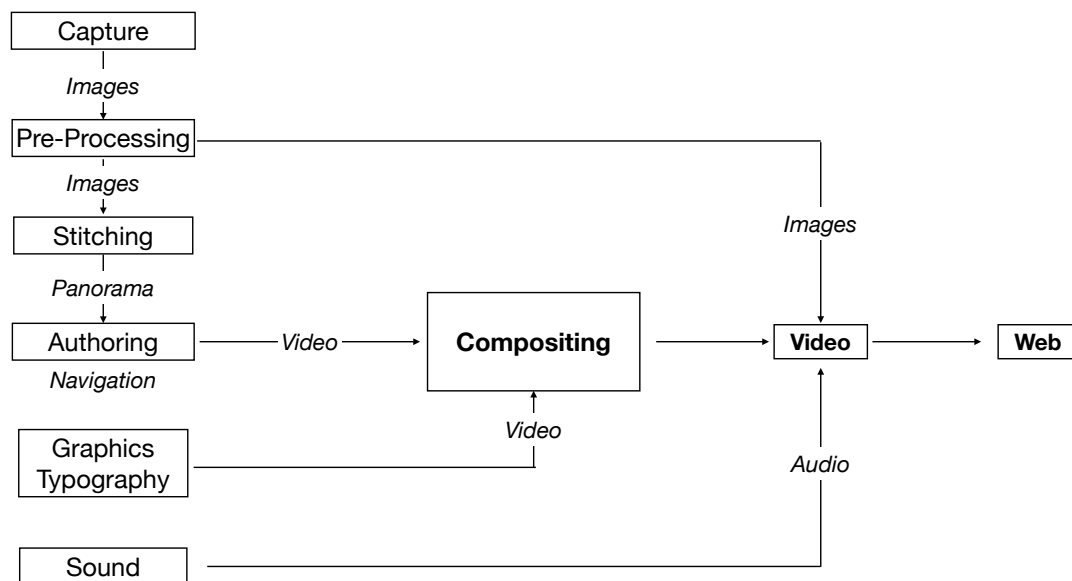 Capture
Images
Pre-Processing
Images
Stitching
Images
Panorama
Authoring
Video
Compositing
Video
Web
Navigation
Video
Graphics
Typography
Audio
Sound